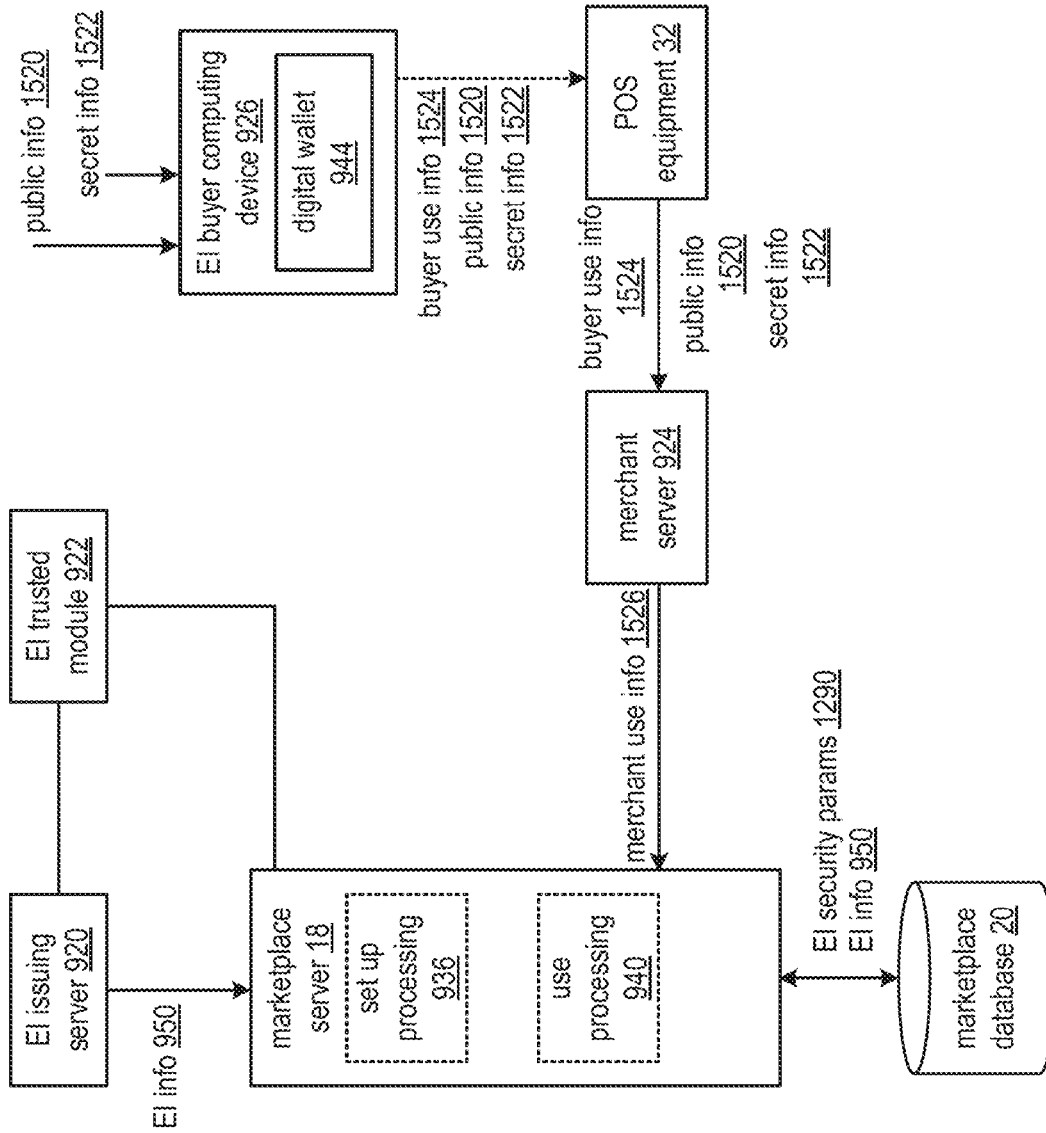 EI issuing
server 920
EI trusted
module 922
EI info 950
marketplace
server 18
set up
processing
936
use
processing
940
EI security params 1290
EI info 950
marketplace
database 20
merchant use info 1526
merchant
server 924
public info 1520
secret info 1522
EI buyer computing
device 926
digital wallet
944
buyer use info 1524
public info 1520
secret info 1522
buyer use info
1524
public info
1520
secret info
1522
POS
equipment 32